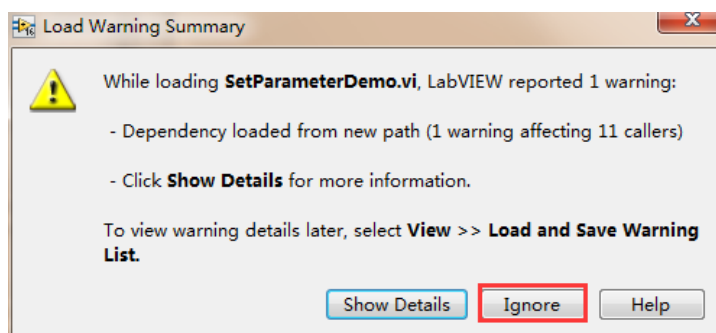 Load Warning Summary
While loading SetParameterDemo.vi, LabVIEW reported 1 warning:
- Dependency loaded from new path (1 warning affecting 11 callers)
- Click Show Details for more information.
To view warning details later, select View >> Load and Save Warning
List.
Show Details Ignore Help